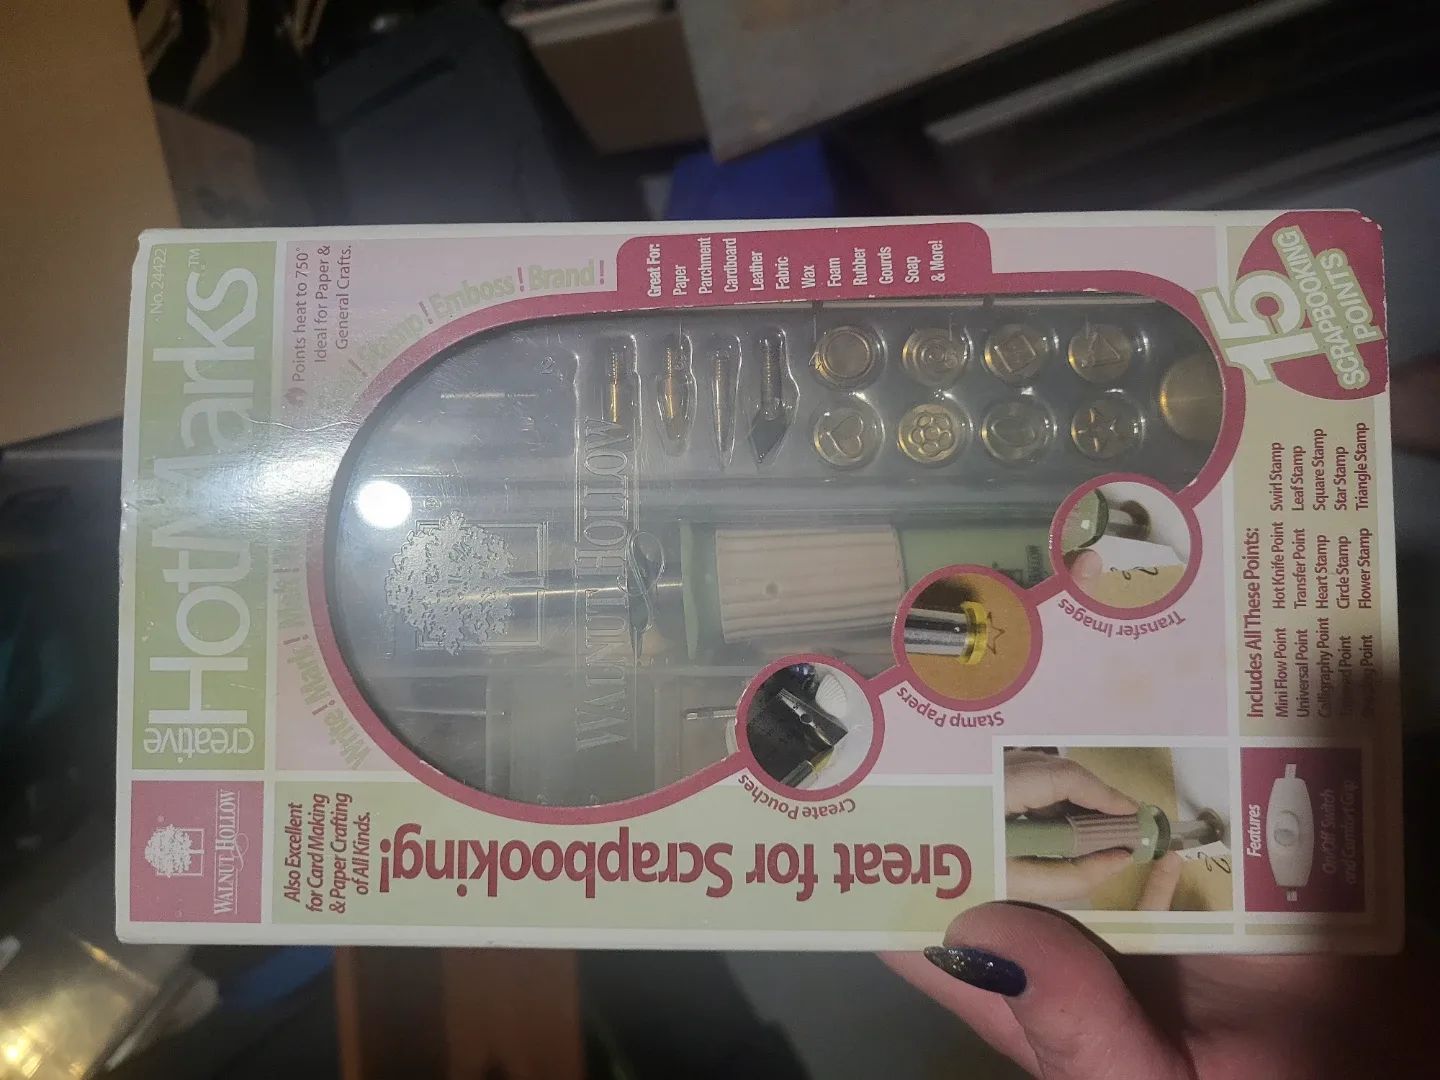 WALNUT HOLLOW
creative
HotMarks™
No. 24422
Points heat to 750°
Ideal for Paper &
General Crafts.
Write! Mark!
Stamp! Emboss! Brand!
Great For:
Paper
Parchment
Cardboard
Leather
Fabric
Wax
Foam
Rubber
Gourds
Soap
& More!
15
SCRAPBOOKING
POINTS
WALNUT HOLLOW
Create Pouches
Stamp Papers
Transfer Images
Also Excellent
for Card Making
& Paper Crafting
of All Kinds.
Great for Scrapbooking!
Includes All These Points:
Mini Flow Point
Universal Point
Calligraphy Point
Point
Point
Hot Knife Point
Transfer Point
Heart Stamp
Circle Stamp
Flower Stamp
Swirl Stamp
Leaf Stamp
Square Stamp
Star Stamp
Triangle Stamp
Features
On/Off Switch
and Comfort Grip